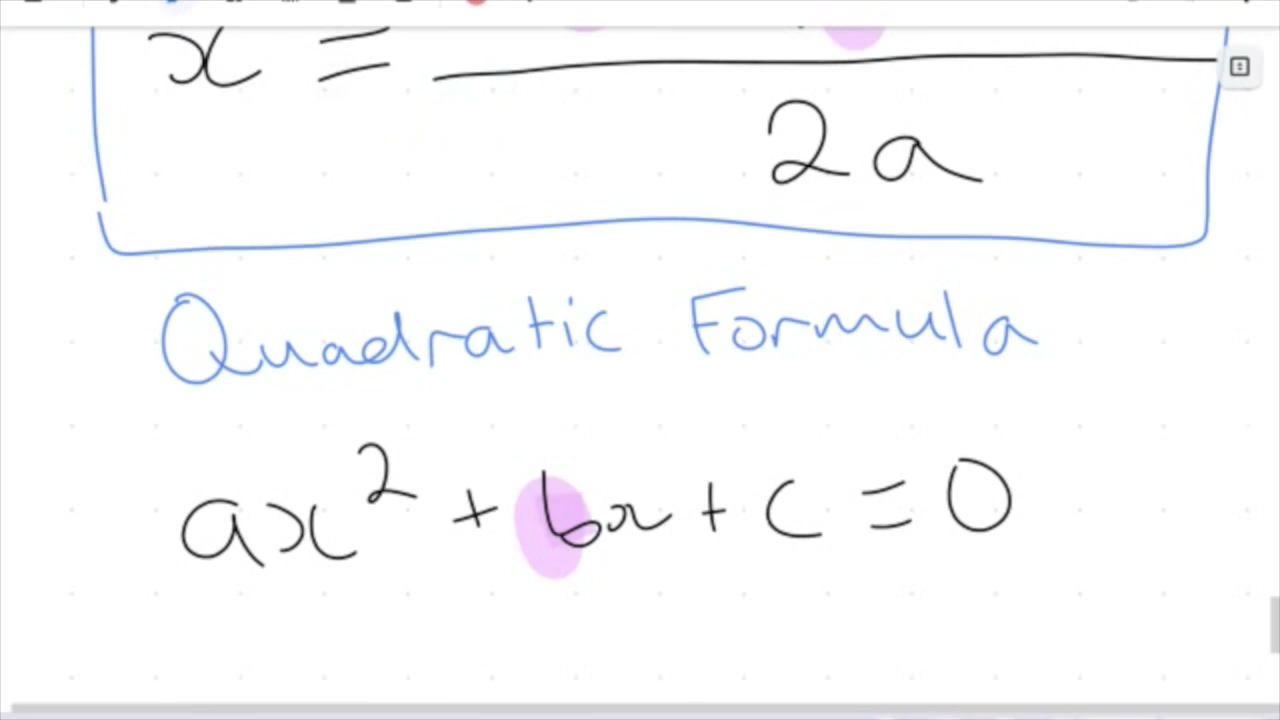 x =
2a
Quadratic Formula
ax² + bx + c = 0